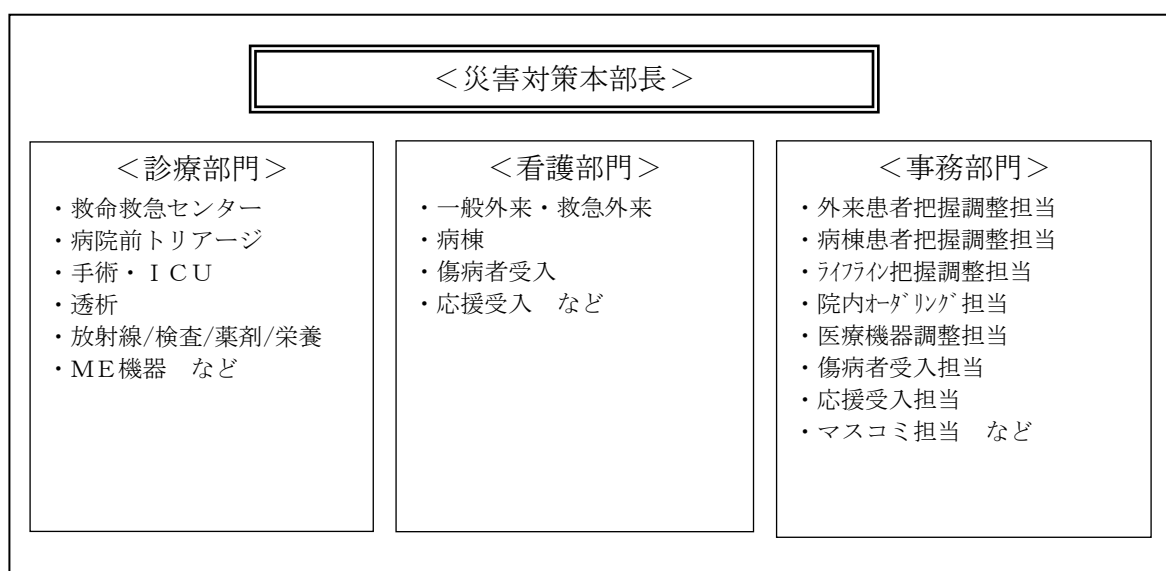 ＜災害対策本部長＞
＜診療部門＞
・救命救急センター
・病院前トリアージ
・手術・ＩＣＵ
・透析
・放射線/検査/薬剤/栄養
・ＭＥ機器　など
＜看護部門＞
・一般外来・救急外来
・病棟
・傷病者受入
・応援受入　など
＜事務部門＞
・外来患者把握調整担当
・病棟患者把握調整担当
・ﾗｲﾌﾗｲﾝ把握調整担当
・院内ｵｰﾀﾞﾘﾝｸﾞ担当
・医療機器調整担当
・傷病者受入担当
・応援受入担当
・マスコミ担当　など